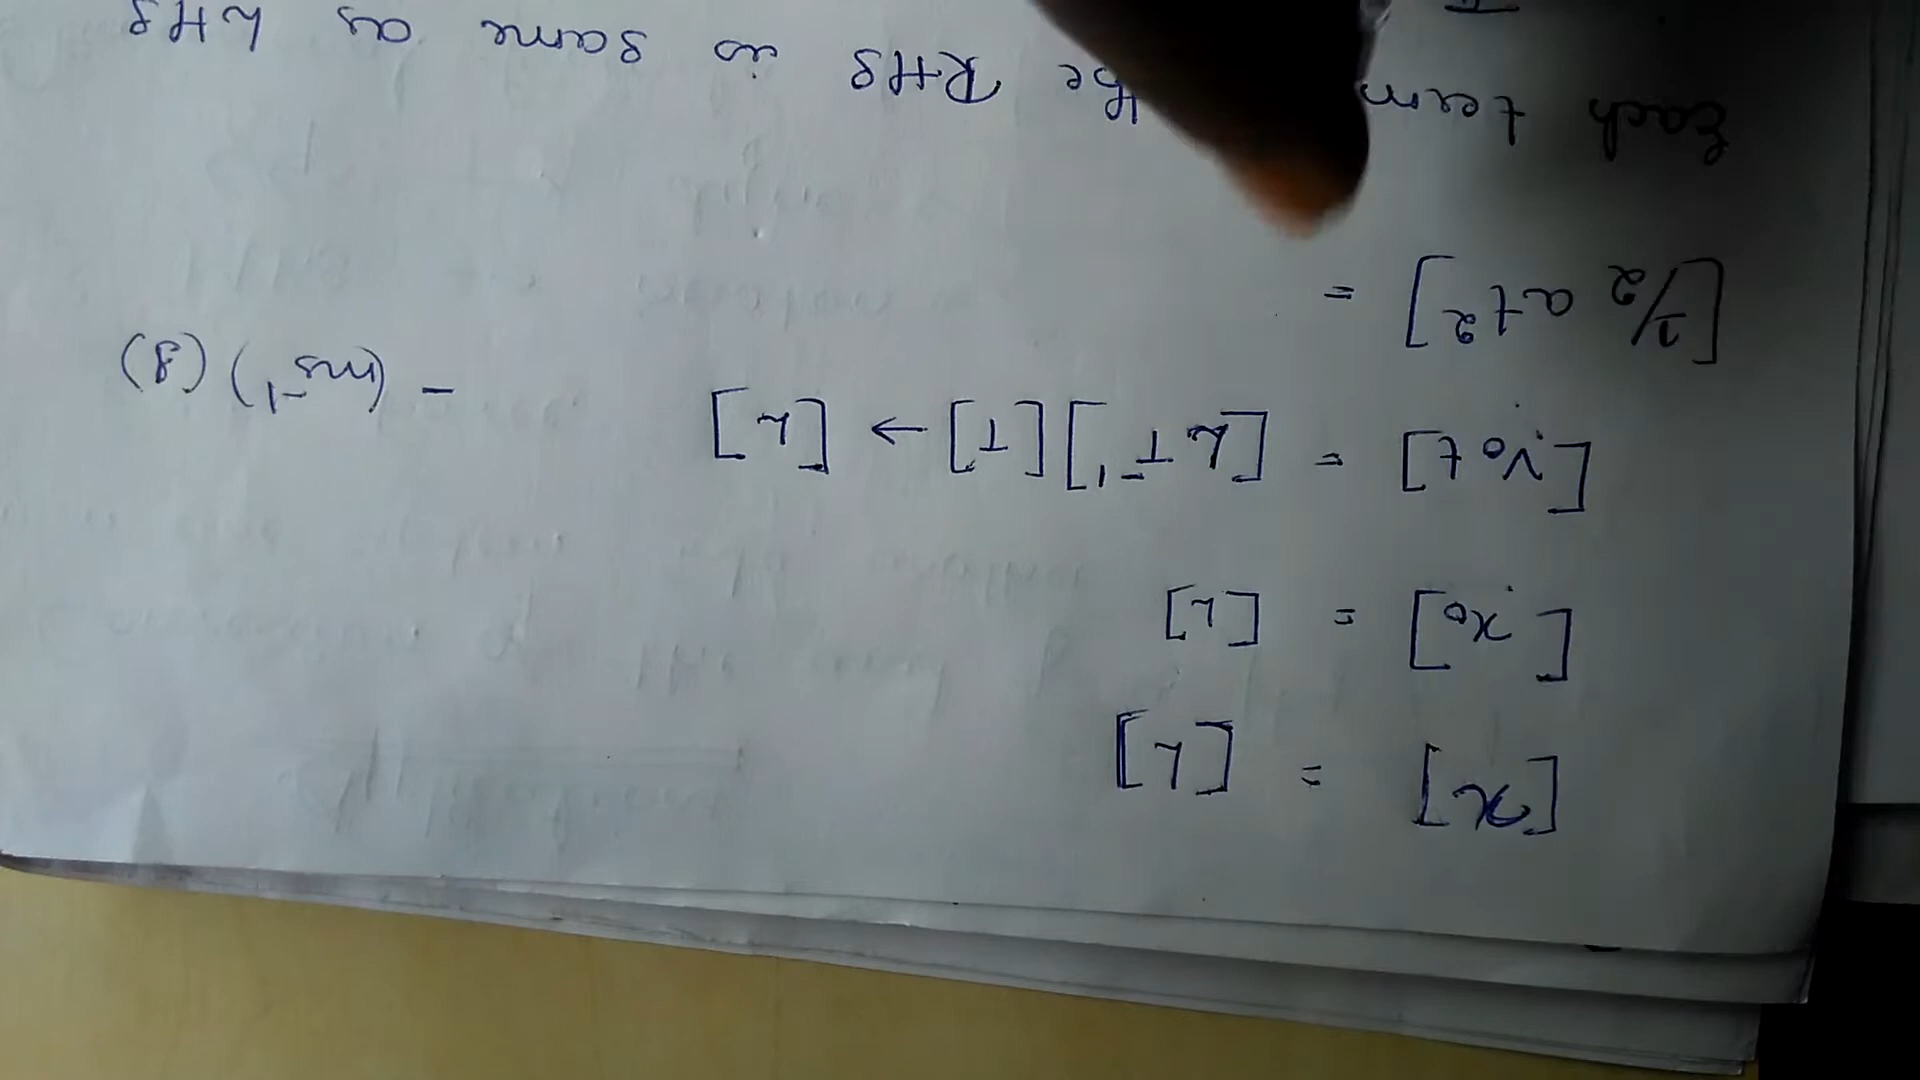 [x] = [L]
[x₀] = [L]
[v₀t] = [LT⁻¹][T] → [L] - (ms⁻¹)(s)
[1/2 at²] =
Each term the RHS is same as LHS